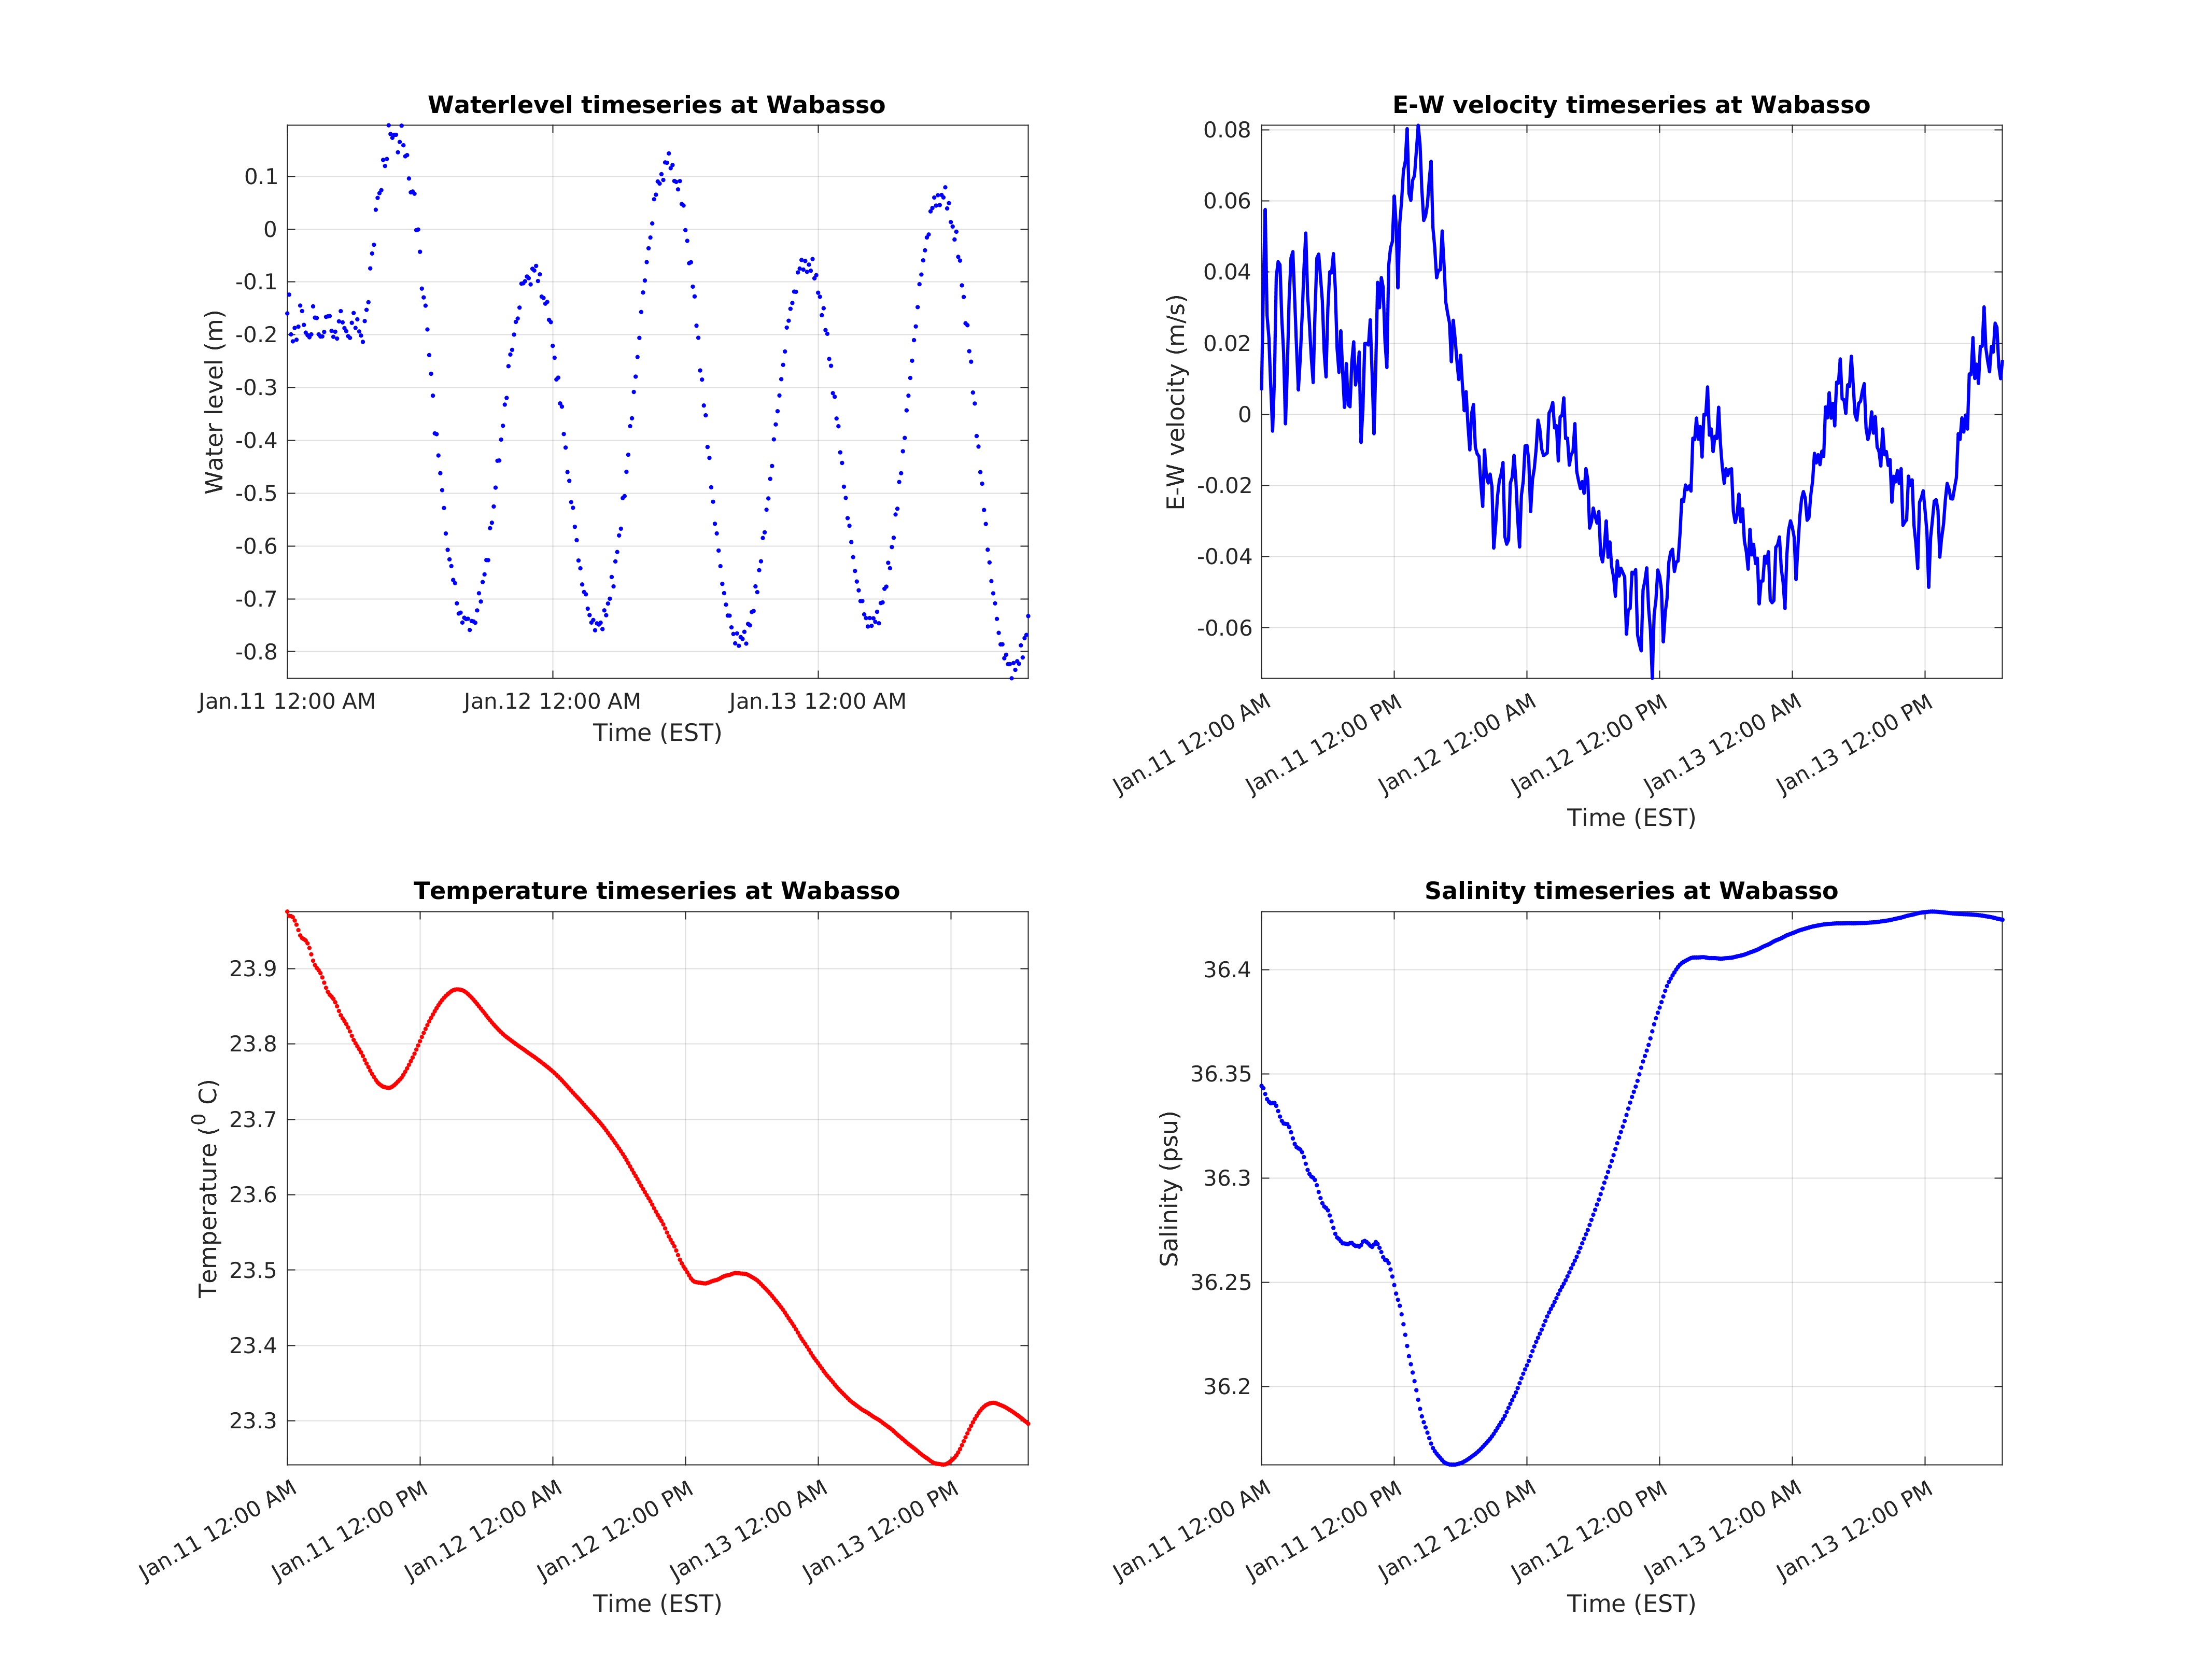 Waterlevel timeseries at Wabasso
0.1
0
-0.1
-0.2
-0.3
-0.4
-0.5
-0.6
-0.7
-0.8
Water level (m)
Jan.11 12:00 AM
Jan.12 12:00 AM
Jan.13 12:00 AM
Time (EST)
E-W velocity timeseries at Wabasso
0.08
0.06
0.04
0.02
0
-0.02
-0.04
-0.06
E-W velocity (m/s)
Jan.11 12:00 AM
Jan.11 12:00 PM
Jan.12 12:00 AM
Jan.12 12:00 PM
Jan.13 12:00 AM
Jan.13 12:00 PM
Time (EST)
Temperature timeseries at Wabasso
23.9
23.8
23.7
23.6
23.5
23.4
23.3
Temperature (⁰ C)
Jan.11 12:00 AM
Jan.11 12:00 PM
Jan.12 12:00 AM
Jan.12 12:00 PM
Jan.13 12:00 AM
Jan.13 12:00 PM
Time (EST)
Salinity timeseries at Wabasso
36.4
36.35
36.3
36.25
36.2
Salinity (psu)
Jan.11 12:00 AM
Jan.11 12:00 PM
Jan.12 12:00 AM
Jan.12 12:00 PM
Jan.13 12:00 AM
Jan.13 12:00 PM
Time (EST)